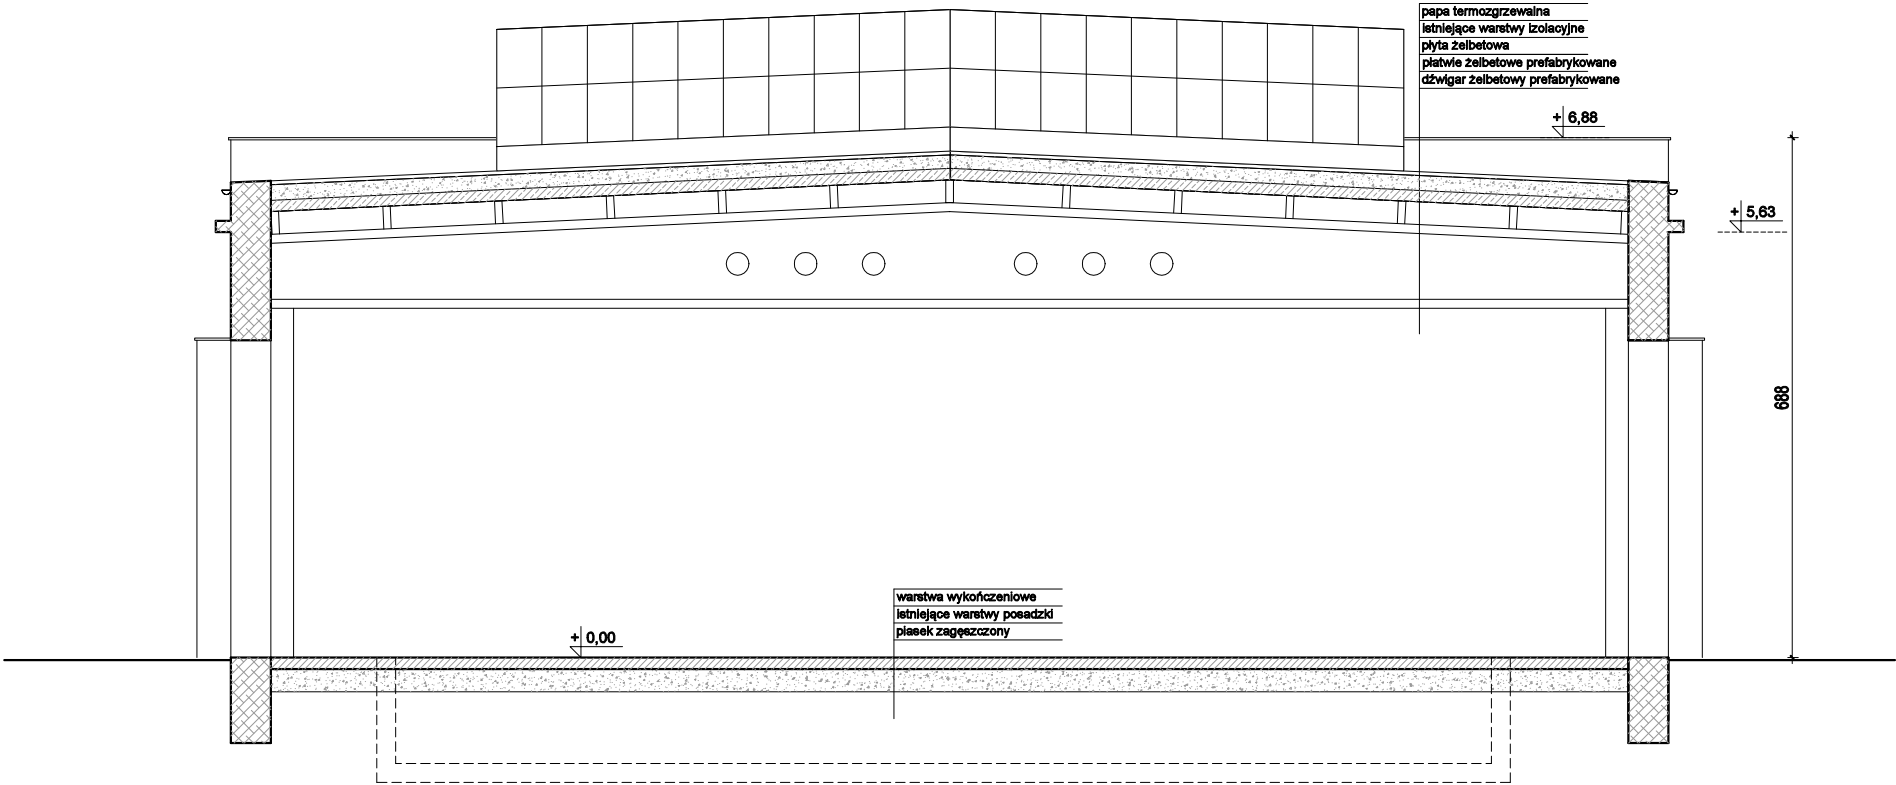 papa termozgrzewalna
istniejące warstwy izolacyjne
płyta żelbetowa
płatwie żelbetowe prefabrykowane
dźwigar żelbetowy prefabrykowane
+ 6,88
+ 5,63
688
warstwa wykończeniowe
istniejące warstwy posadzki
piasek zagęszczony
+ 0,00